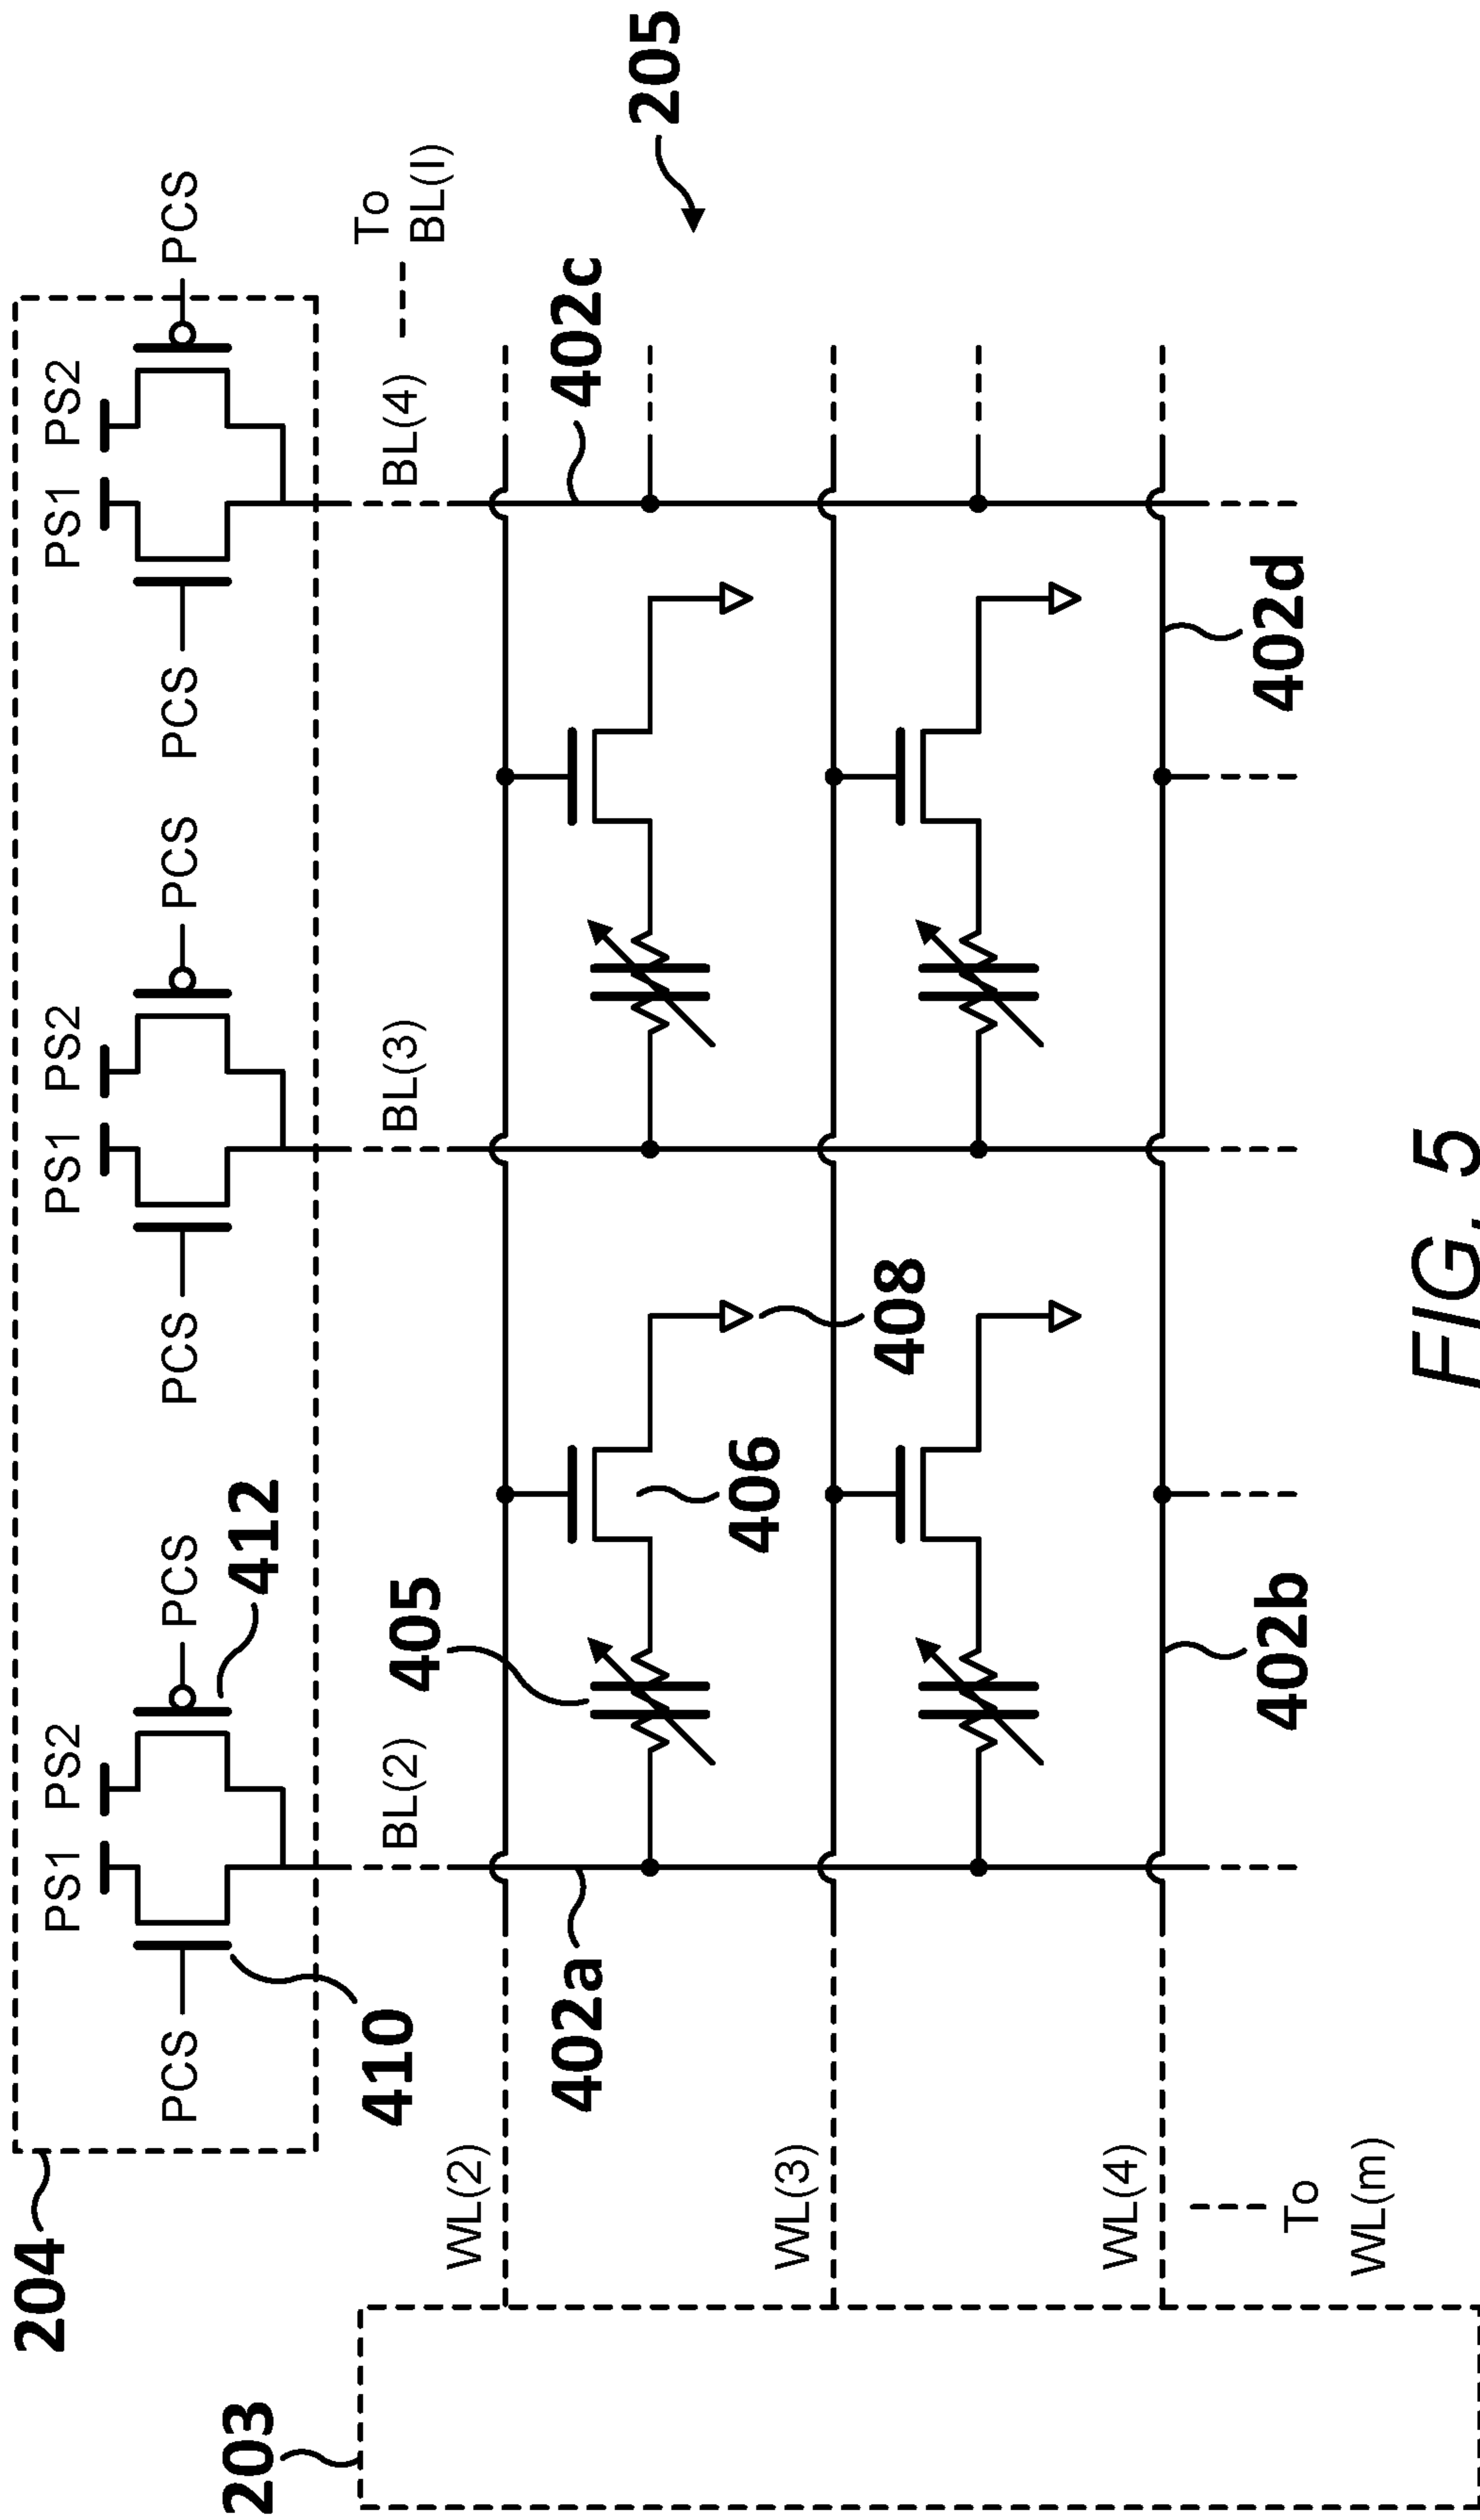 204
PS1 PS2
PS1 PS2
PS1 PS2
PCS
PCS
PCS
PCS
PCS
PCS
203
410
412
BL(2)
BL(3)
BL(4)
To
BL(l)
WL(2)
405
402a
402c
205
406
WL(3)
408
WL(4)
402b
402d
To
WL(m)
FIG. 5